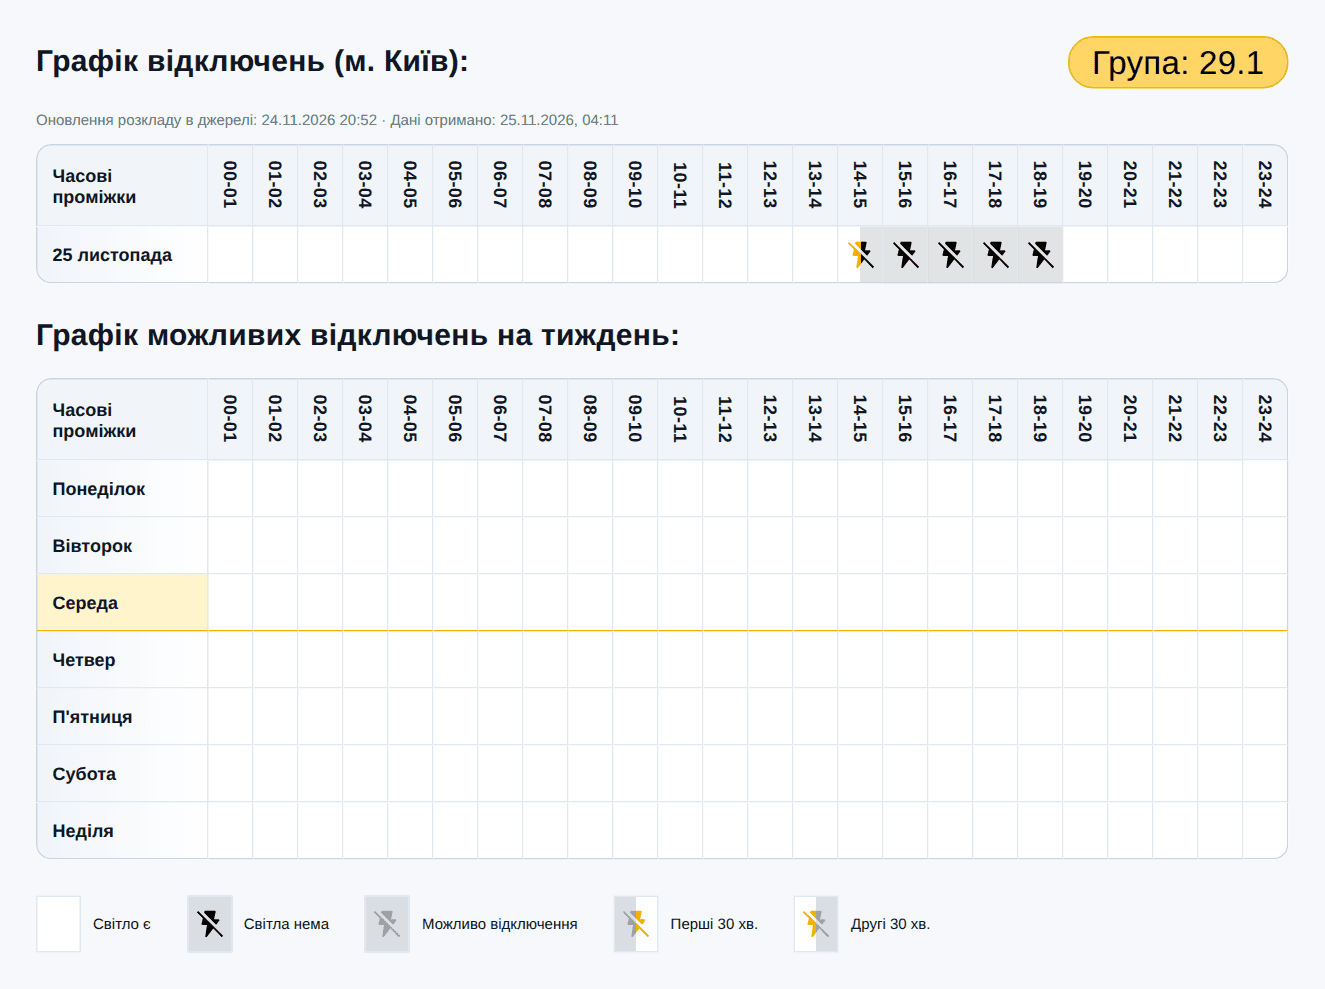 Графік відключень (м. Київ):
Група: 29.1
Оновлення розкладу в джерелі: 24.11.2026 20:52 · Дані отримано: 25.11.2026, 04:11
Часові проміжки 00-01 01-02 02-03 03-04 04-05 05-06 06-07 07-08 08-09 09-10 10-11 11-12 12-13 13-14 14-15 15-16 16-17 17-18 18-19 19-20 20-21 21-22 22-23 23-24
25 листопада
Графік можливих відключень на тиждень:
Часові проміжки 00-01 01-02 02-03 03-04 04-05 05-06 06-07 07-08 08-09 09-10 10-11 11-12 12-13 13-14 14-15 15-16 16-17 17-18 18-19 19-20 20-21 21-22 22-23 23-24
Понеділок
Вівторок
Середа
Четвер
П'ятниця
Субота
Неділя
Світло є Світла нема Можливо відключення Перші 30 хв. Другі 30 хв.